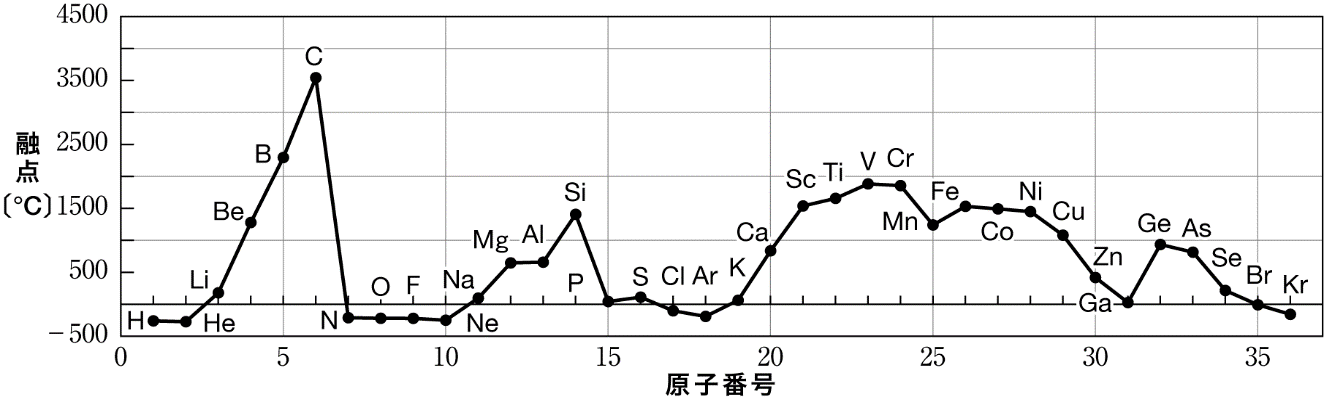 4500
3500
2500
1500
500
−500
融点
〔°C〕
H
He
Li
Be
B
C
N
O
F
Ne
Na
Mg
Al
Si
P
S
Cl
Ar
K
Ca
Sc
Ti
V
Cr
Mn
Fe
Co
Ni
Cu
Zn
Ga
Ge
As
Se
Br
Kr
0 5 10 15 20 25 30 35
原子番号